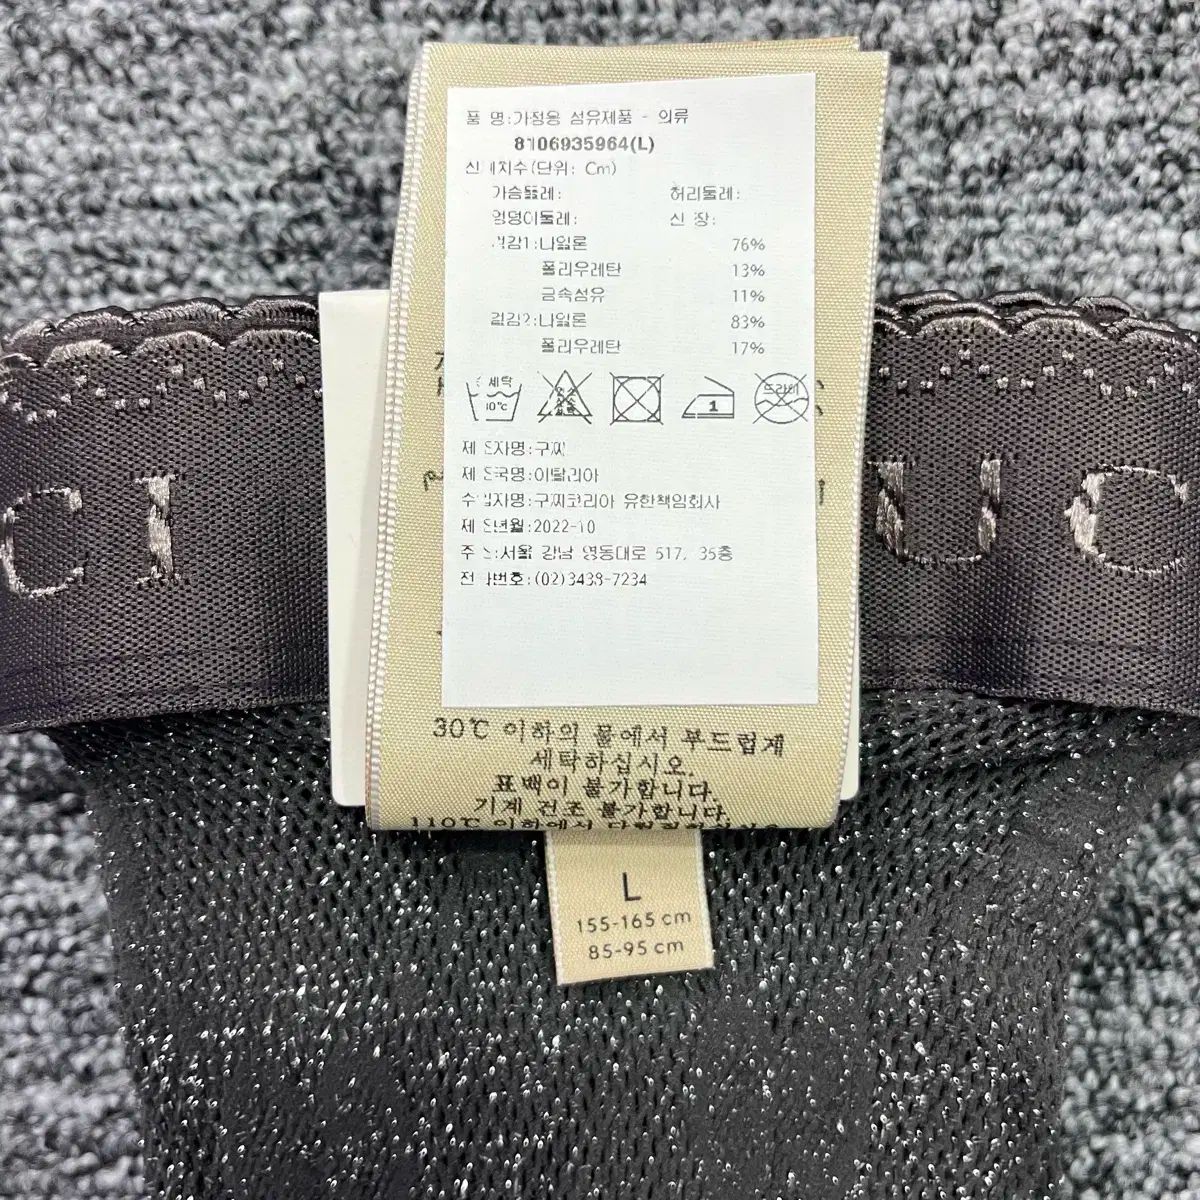 품 명:가정용 섬유제품 - 의류
8106935964(L)
신체치수(단위: Cm)
가슴둘레: 허리둘레:
엉덩이둘레: 신 장:
겉감1:나일론 76%
폴리우레탄 13%
금속섬유 11%
겉감2:나일론 83%
폴리우레탄 17%
세탁
드라이
1
제 조자명:구찌
제 조국명:이탈리아
수 입자명:구찌코리아 유한책임회사
제 조년월:2022-10
주 소:서울 강남 영동대로 517, 35층
전화번호:(02)3438-7234
CI
UC
30℃ 이하의 물에서 부드럽게
세탁하십시오.
표백이 불가합니다.
기계 건조 불가합니다.
110℃ 이하에서
L
155-165 cm
85-95 cm